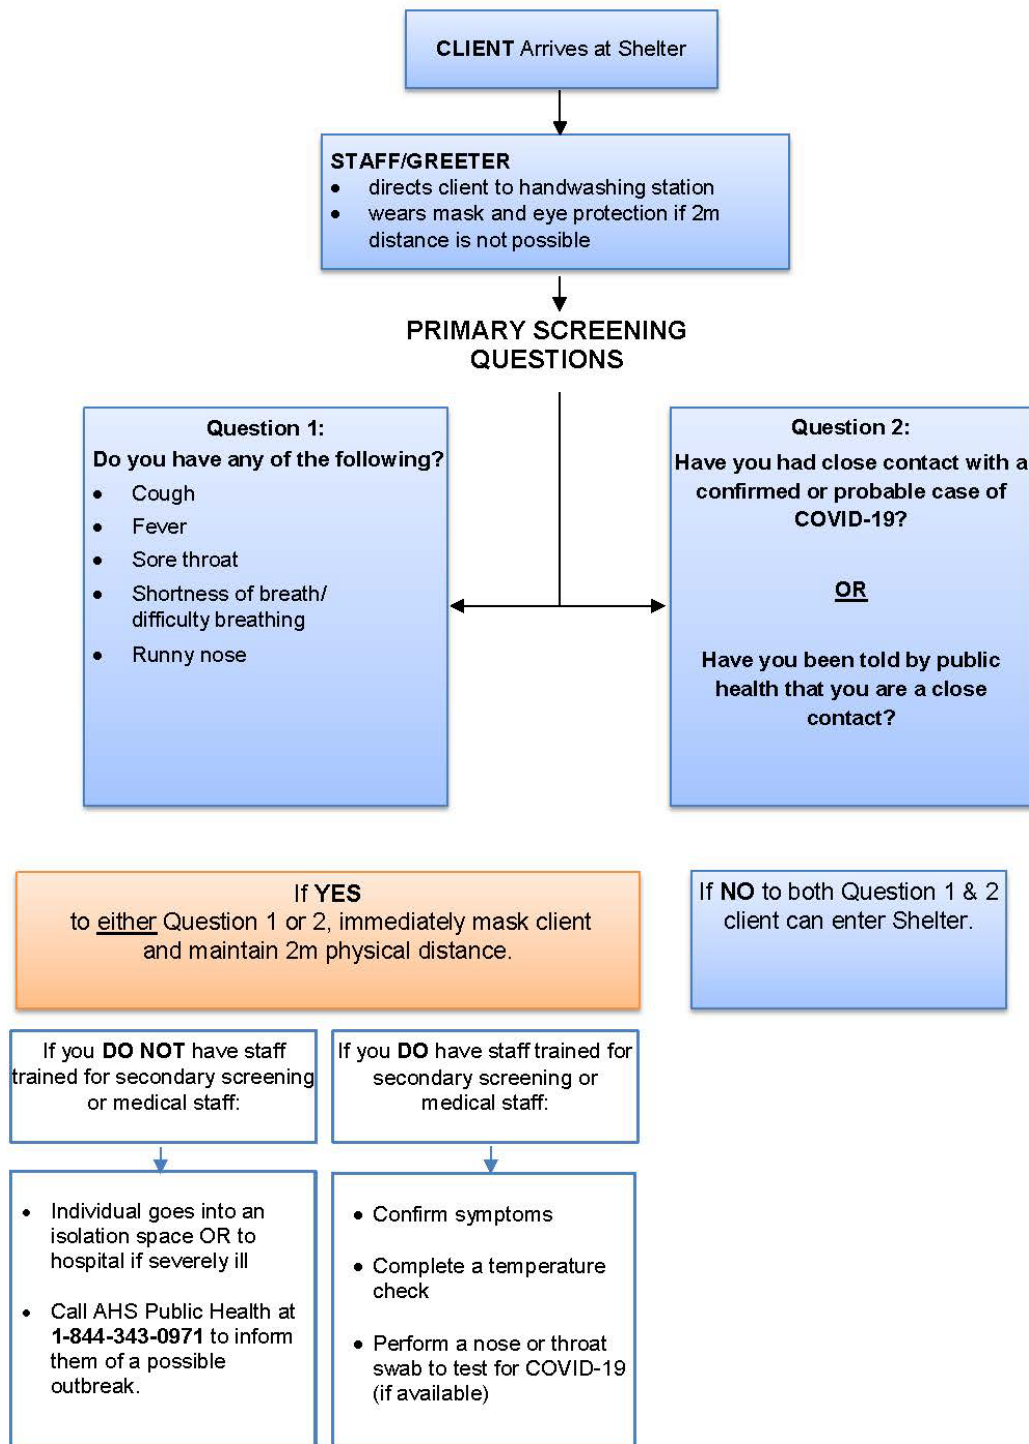 CLIENT Arrives at Shelter
STAFF/GREETER
• directs client to handwashing station
• wears mask and eye protection if 2m
distance is not possible
PRIMARY SCREENING
QUESTIONS
Question 1:
Do you have any of the following?
• Cough
• Fever
• Sore throat
• Shortness of breath/
difficulty breathing
• Runny nose
Question 2:
Have you had close contact with a
confirmed or probable case of
COVID-19?
OR
Have you been told by public
health that you are a close
contact?
If YES
to either Question 1 or 2, immediately mask client
and maintain 2m physical distance.
If NO to both Question 1 & 2
client can enter Shelter.
If you DO NOT have staff
trained for secondary screening
or medical staff:
• Individual goes into an
isolation space OR to
hospital if severely ill
• Call AHS Public Health at
1-844-343-0971 to inform
them of a possible
outbreak.
If you DO have staff trained for
secondary screening or
medical staff:
• Confirm symptoms
• Complete a temperature
check
• Perform a nose or throat
swab to test for COVID-19
(if available)